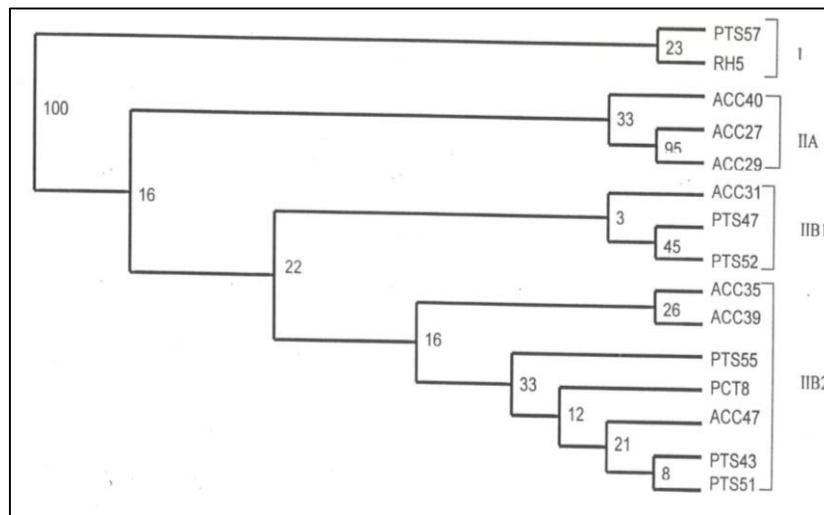 PTS57
23
I
RH5
ACC40
100
33
ACC27
IIA
95
ACC29
16
ACC31
3
PTS47
IIB1
45
PTS52
22
ACC35
26
ACC39
16
PTS55
33
PCT8
IIB2
12
ACC47
21
PTS43
8
PTS51